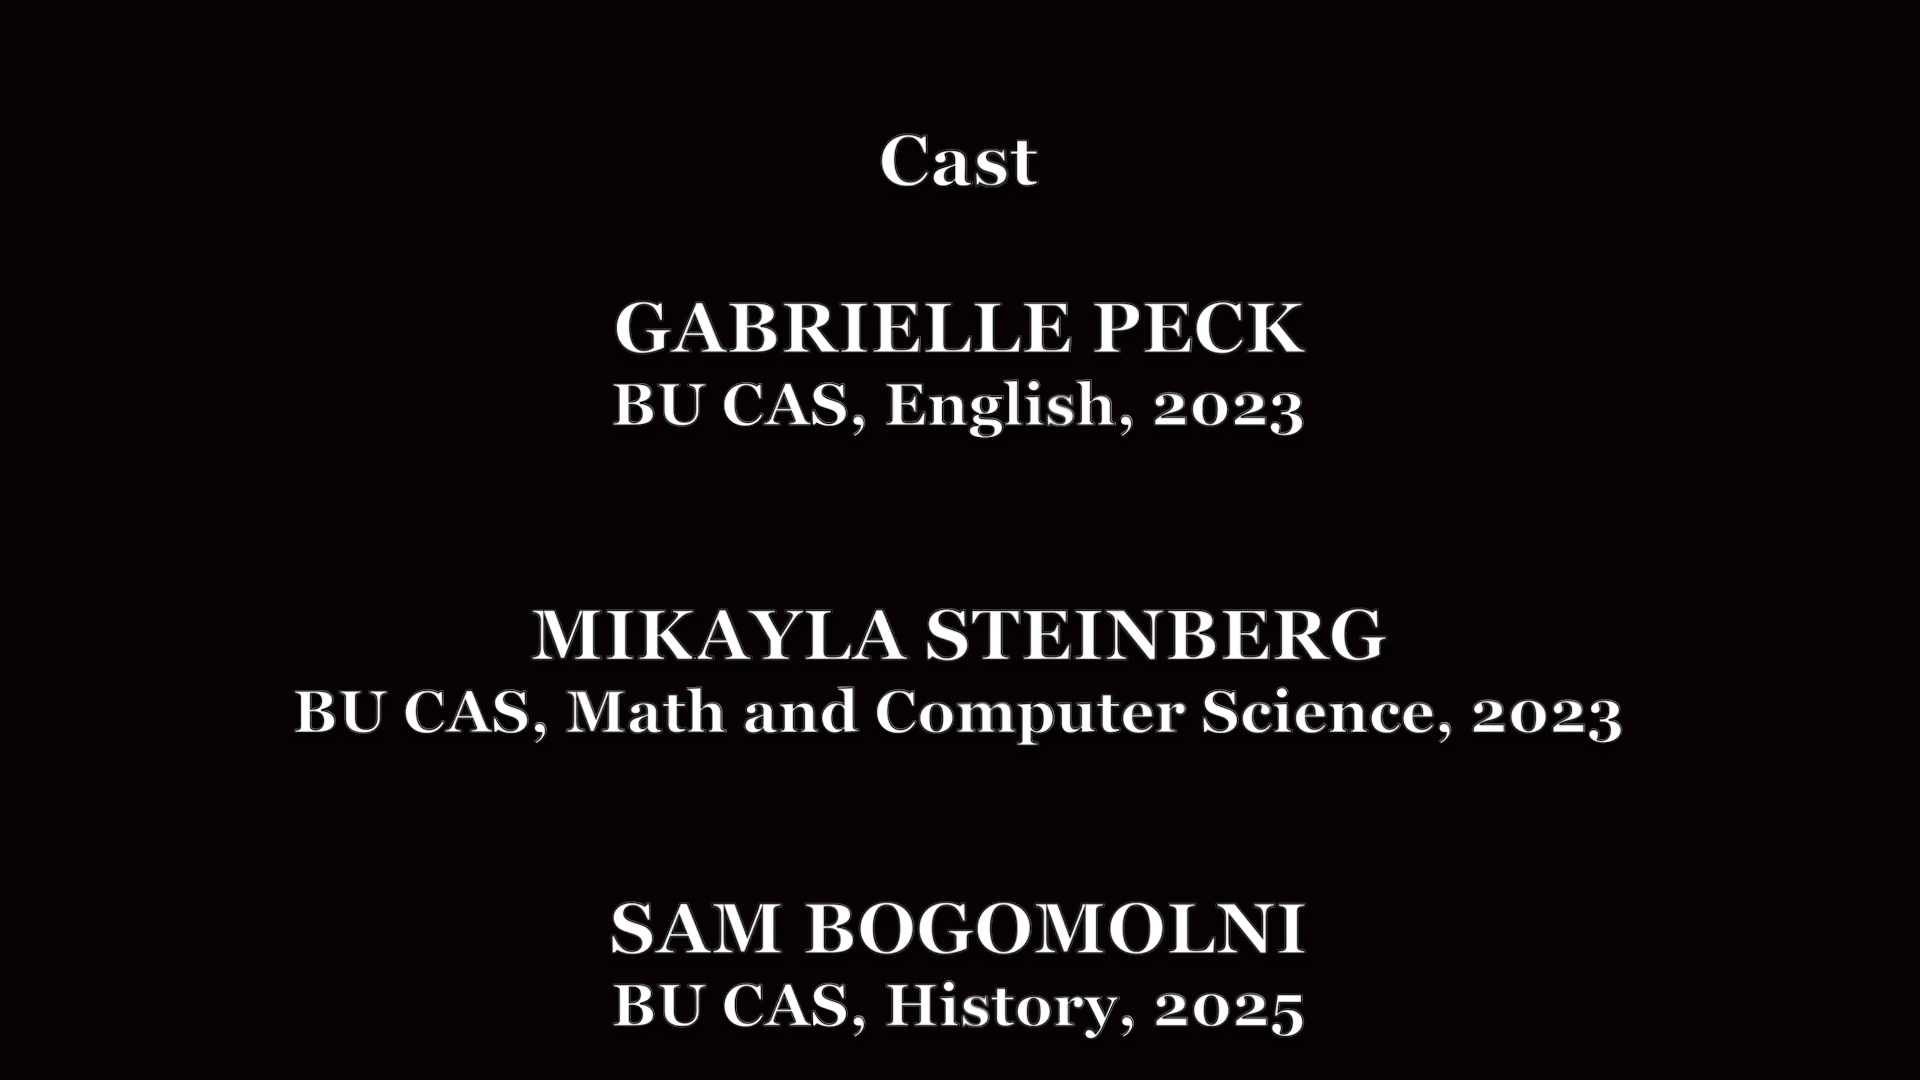 Cast
GABRIELLE PECK
BU CAS, English, 2023
MIKAYLA STEINBERG
BU CAS, Math and Computer Science, 2023
SAM BOGOMOLNI
BU CAS, History, 2025